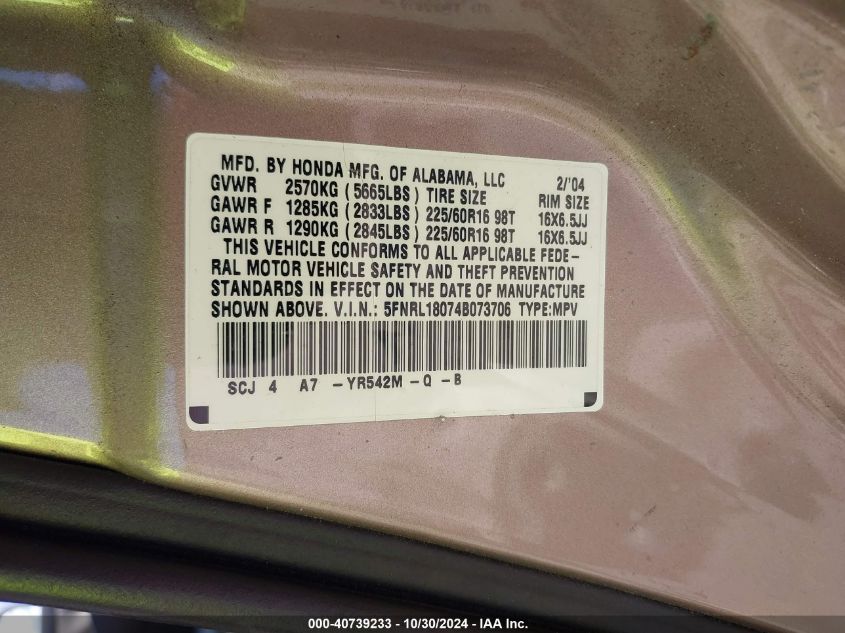 MFD. BY HONDA MFG. OF ALABAMA, LLC 2/'04
GVWR 2570KG (5665LBS) TIRE SIZE RIM SIZE
GAWR F 1285KG (2833LBS) 225/60R16 98T 16X6.5JJ
GAWR R 1290KG (2845LBS) 225/60R16 98T 16X6.5JJ
THIS VEHICLE CONFORMS TO ALL APPLICABLE FEDE-
RAL MOTOR VEHICLE SAFETY AND THEFT PREVENTION
STANDARDS IN EFFECT ON THE DATE OF MANUFACTURE
SHOWN ABOVE. V.I.N.: 5FNRL18074B073706 TYPE:MPV
SCJ 4 A7 -YR542M -Q -B
000-40739233 - 10/30/2024 - IAA Inc.